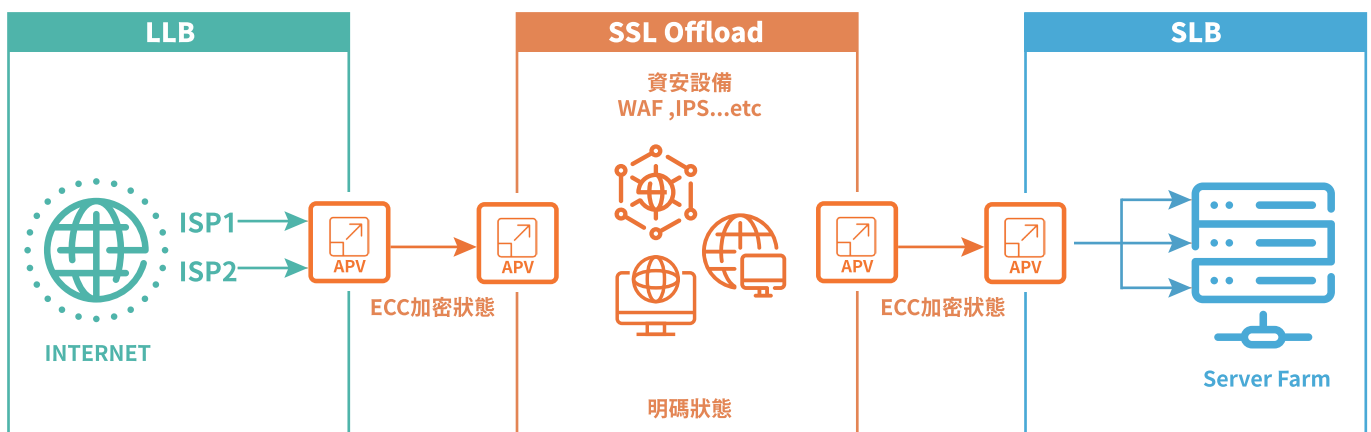 LLB
SSL Offload
SLB
資安設備
WAF ,IPS...etc
ISP1
ISP2
INTERNET
APV
APV
APV
APV
ECC加密狀態
ECC加密狀態
明碼狀態
Server Farm